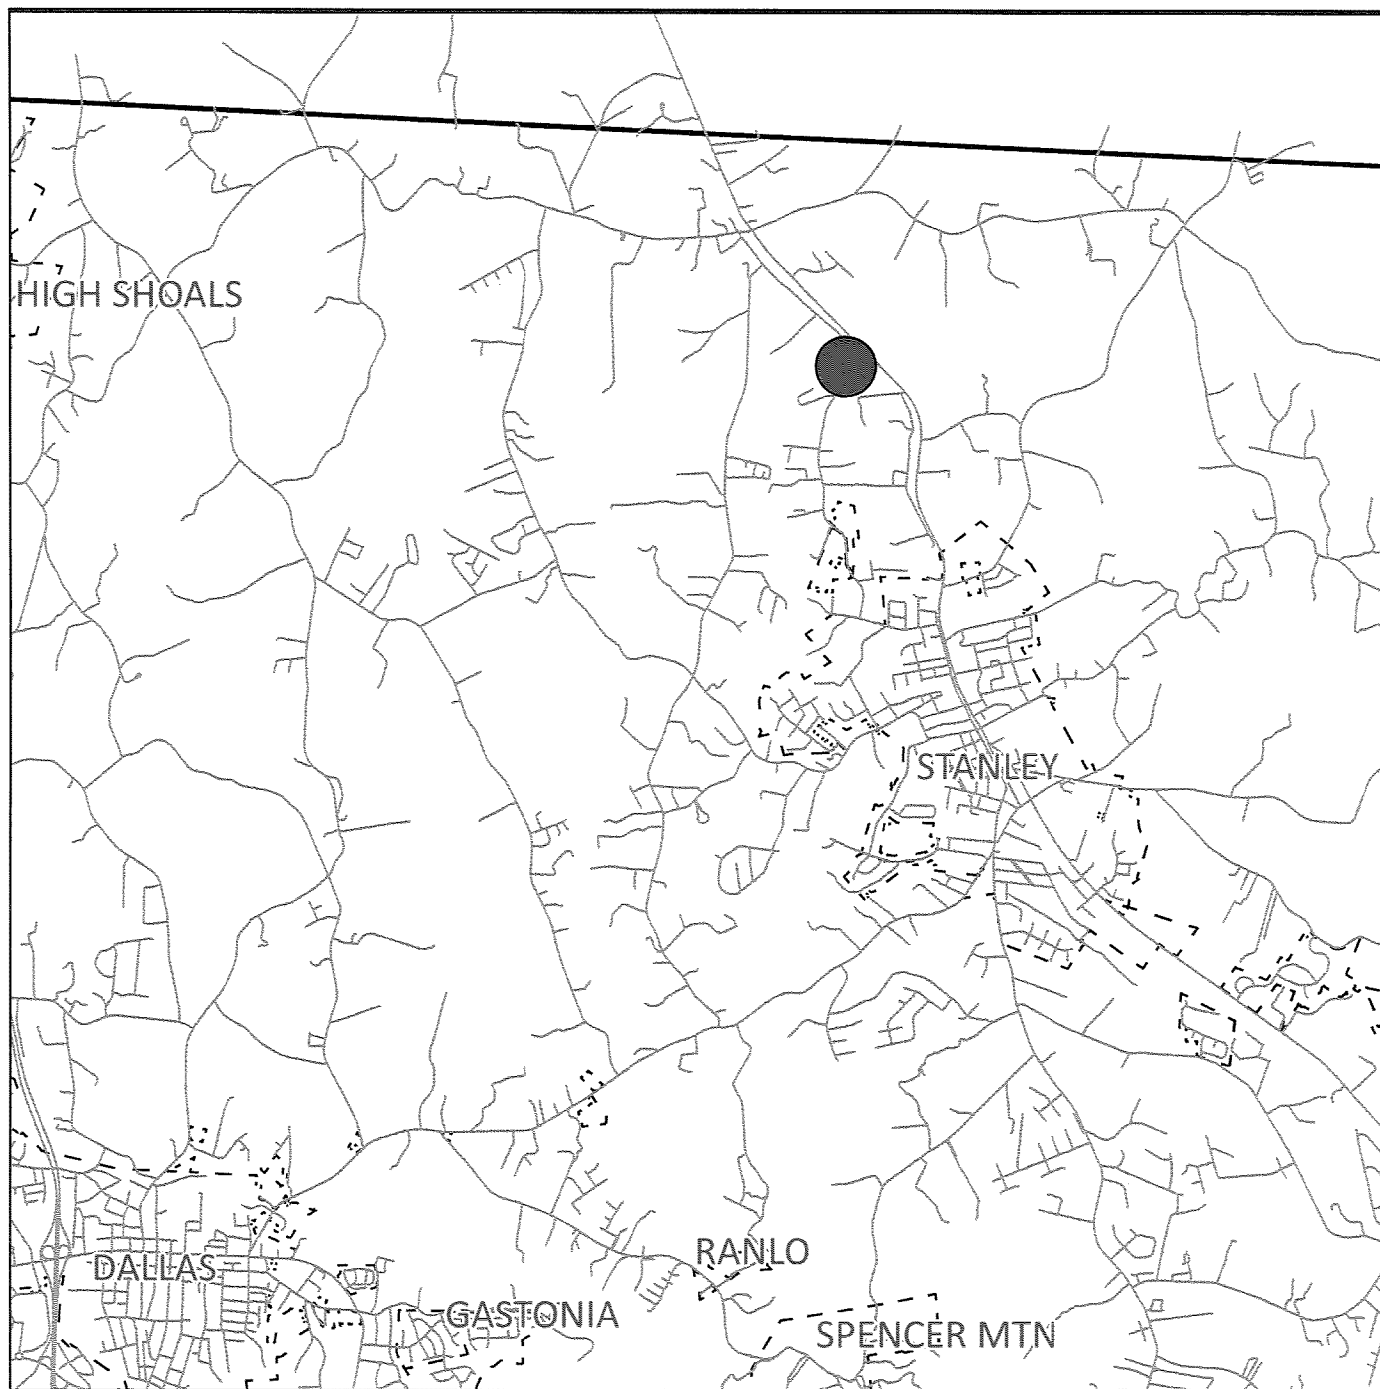 HIGH SHOALS
STANLEY
RANLO
DALLAS
GASTONIA
SPENCER MTN